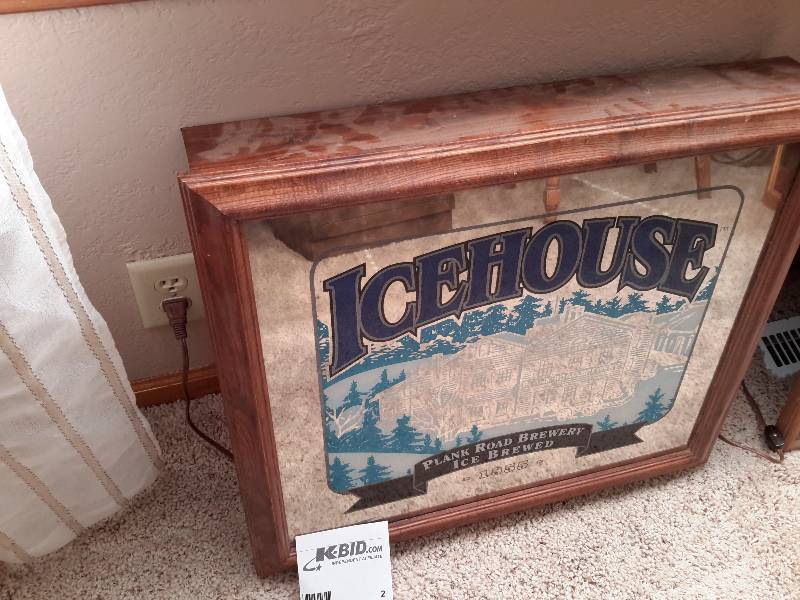 ICEHOUSE
PLANK ROAD BREWERY
ICE BREWED
K-BID.COM
2